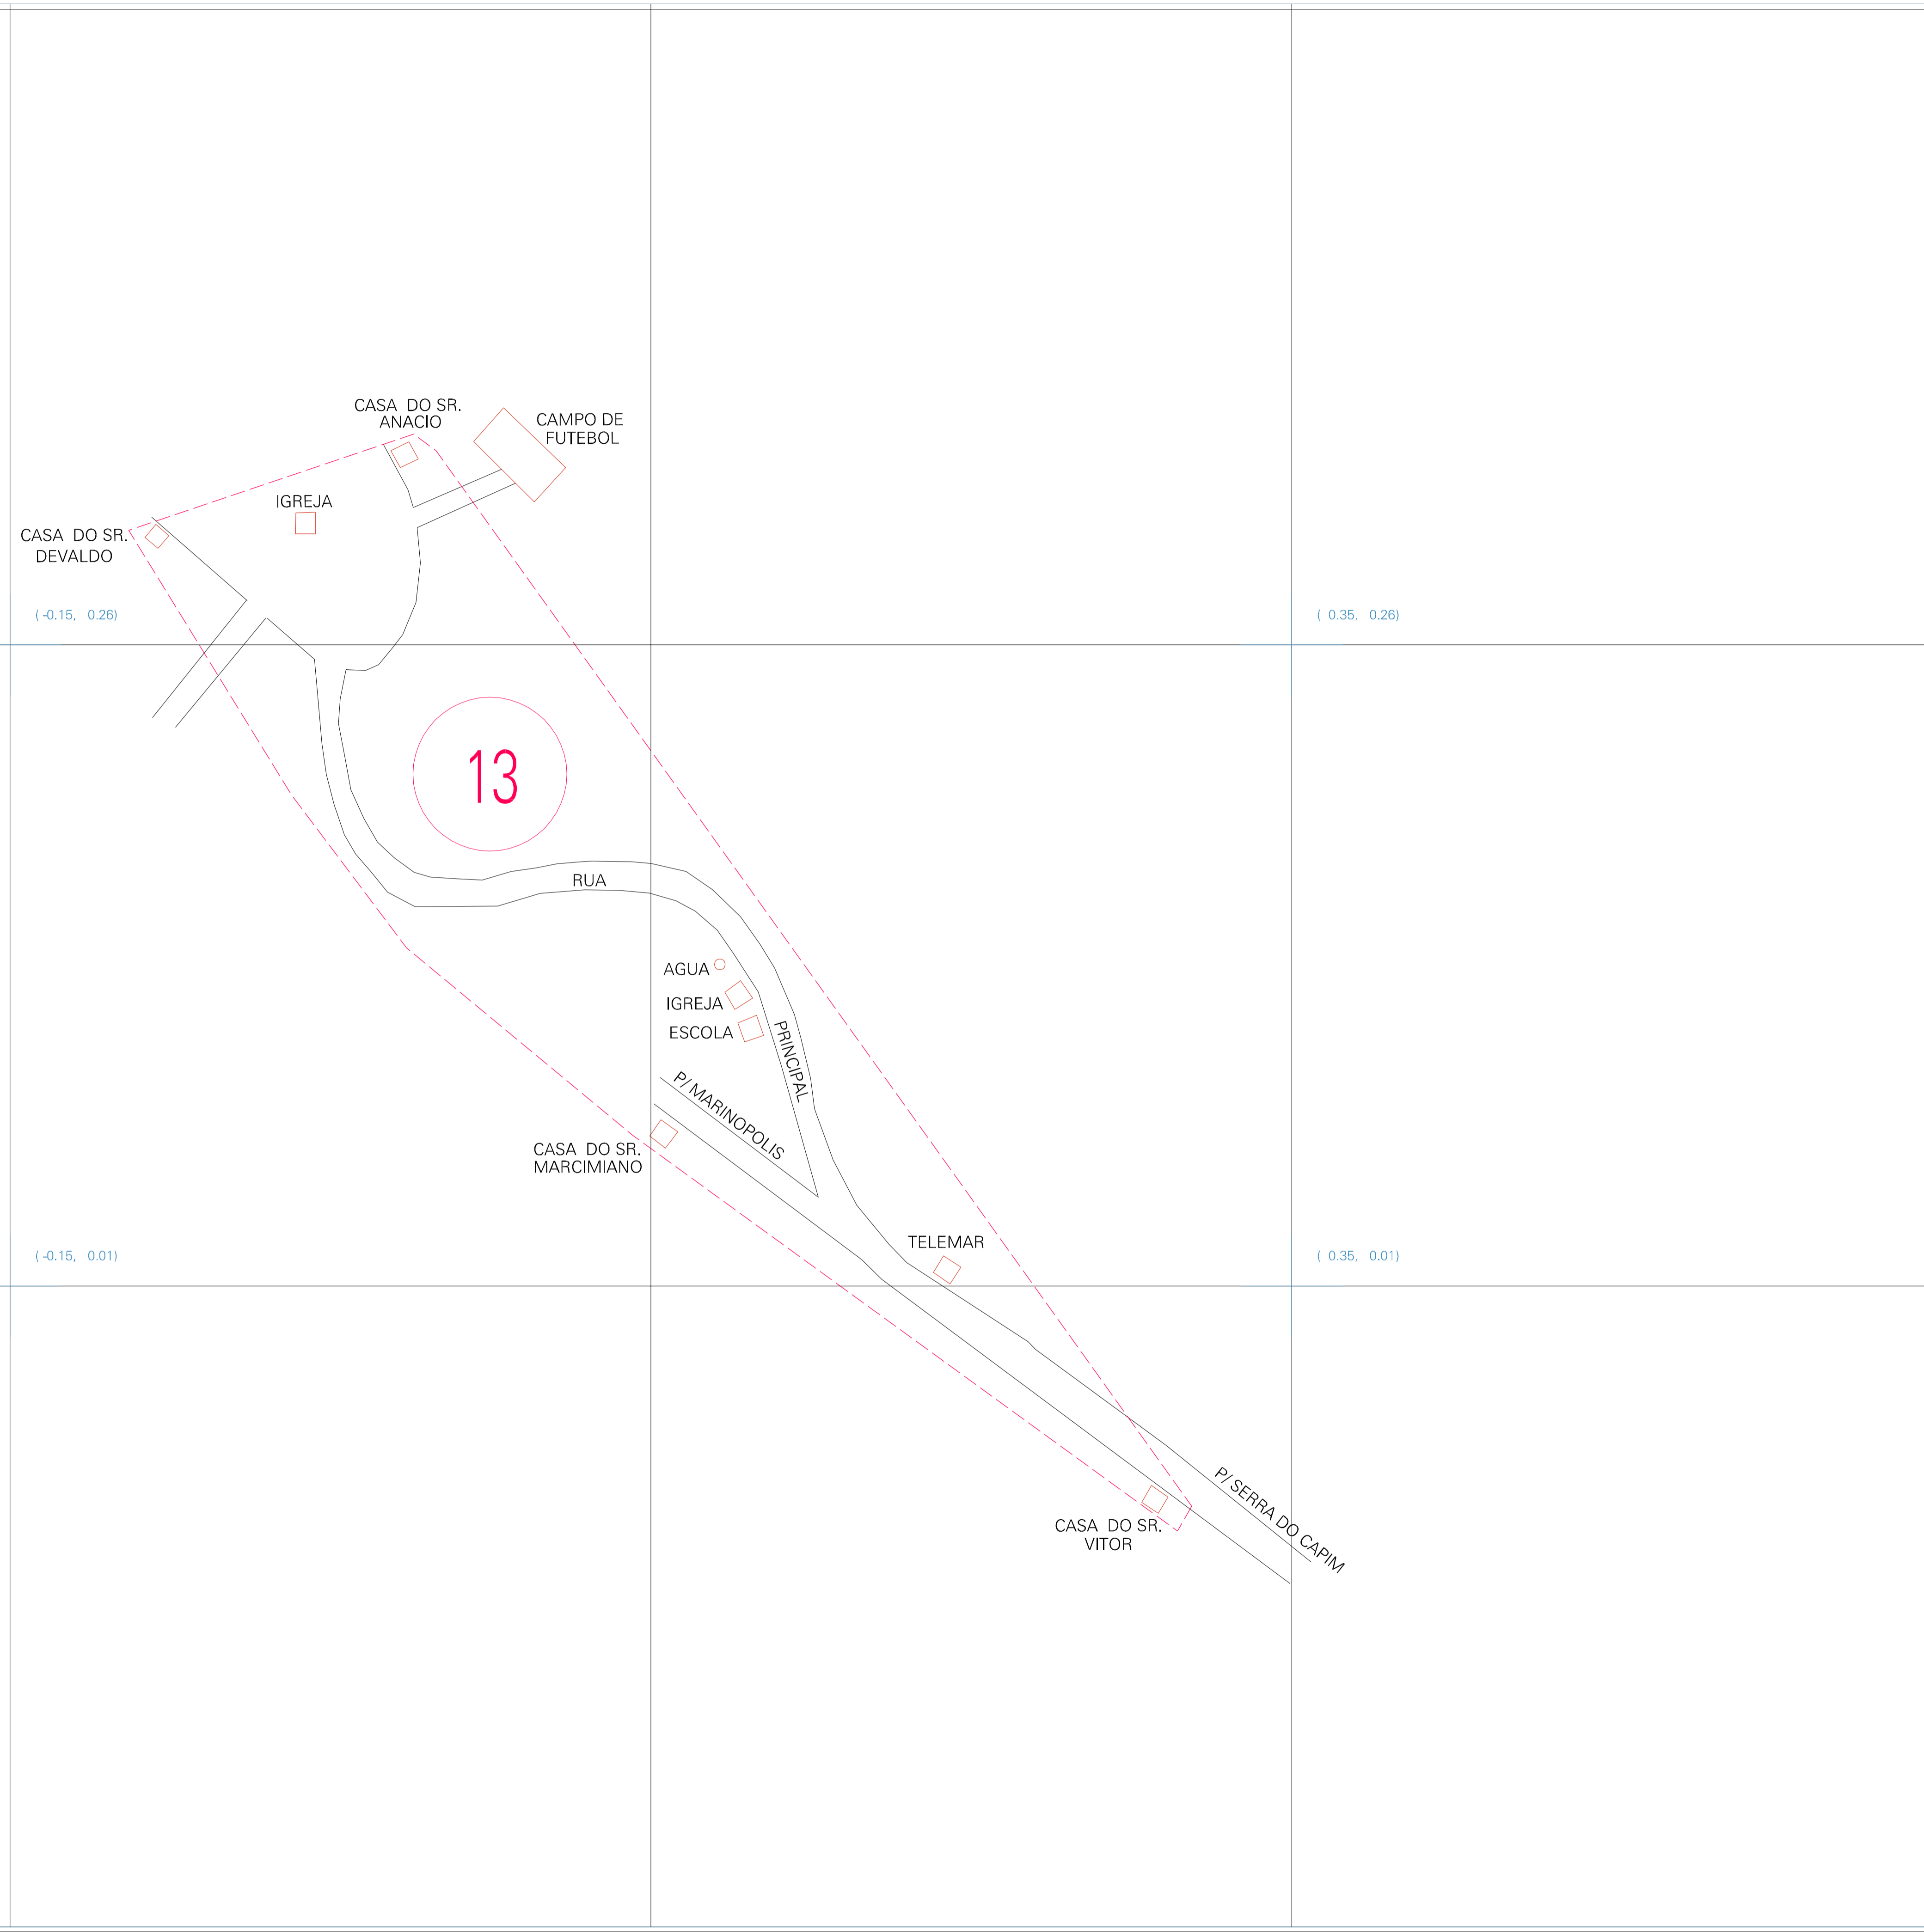 CASA DO SR.
ANACIO
CAMPO DE
FUTEBOL
IGREJA
CASA DO SR.
DEVALDO
( -0.15, 0.26)
( 0.35, 0.26)
13
RUA
AGUA
IGREJA
ESCOLA
PRINCIPAL
P/ MARINOPOLIS
CASA DO SR.
MARCIMIANO
TELEMAR
( -0.15, 0.01)
( 0.35, 0.01)
P/ SERRA DO CAPIM
CASA DO SR.
VITOR